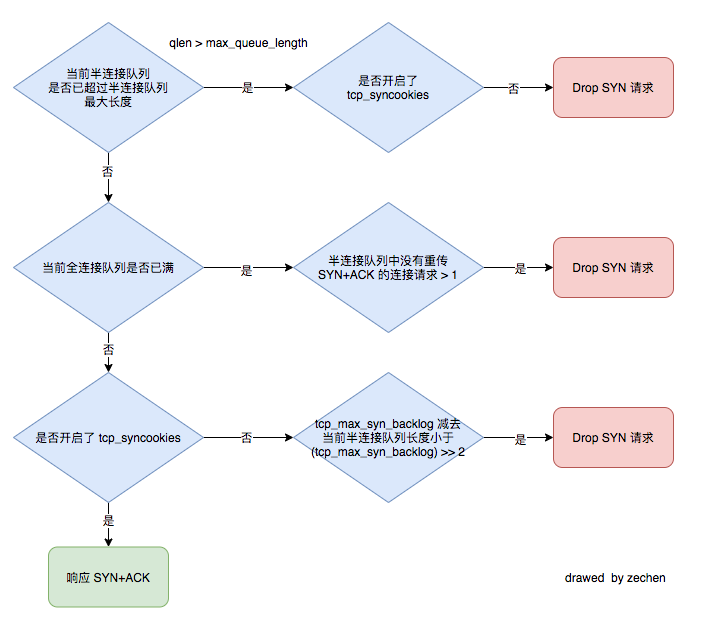 qlen > max_queue_length
当前半连接队列
是否已超过半连接队列
最大长度
是
是否开启了
tcp_syncookies
否
Drop SYN 请求
否
当前全连接队列是否已满
是
半连接队列中没有重传
SYN+ACK 的连接请求 > 1
是
Drop SYN 请求
否
是否开启了 tcp_syncookies
否
tcp_max_syn_backlog 减去
当前半连接队列长度小于
(tcp_max_syn_backlog) >> 2
是
Drop SYN 请求
是
响应 SYN+ACK
drawed by zechen